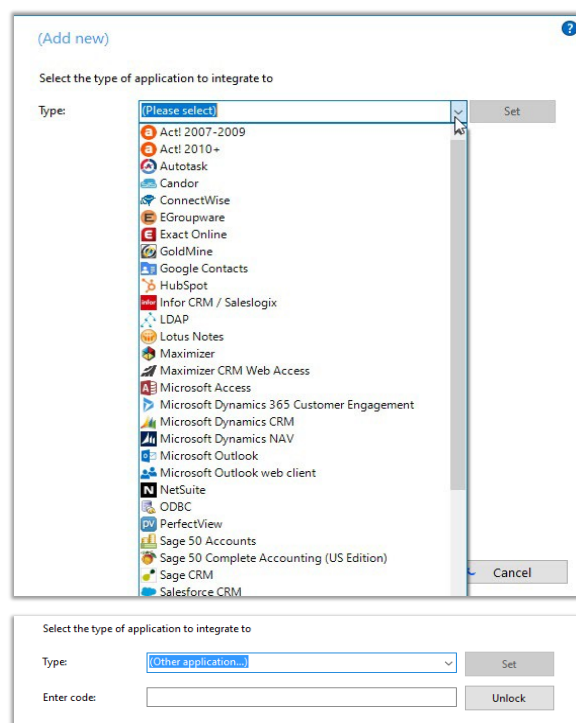 (Add new)
?
Select the type of application to integrate to
Type: (Please select) Set
Act! 2007-2009
Act! 2010+
Autotask
Candor
ConnectWise
EGroupware
Exact Online
GoldMine
Google Contacts
HubSpot
infor Infor CRM / Saleslogix
LDAP
Lotus Notes
Maximizer
Maximizer CRM Web Access
Microsoft Access
Microsoft Dynamics 365 Customer Engagement
Microsoft Dynamics CRM
Microsoft Dynamics NAV
Microsoft Outlook
Microsoft Outlook web client
NetSuite
ODBC
PerfectView
Sage 50 Accounts
Sage 50 Complete Accounting (US Edition)
Sage CRM
Cancel
Salesforce CRM
Select the type of application to integrate to
Type: (Other application...) Set
Enter code: Unlock